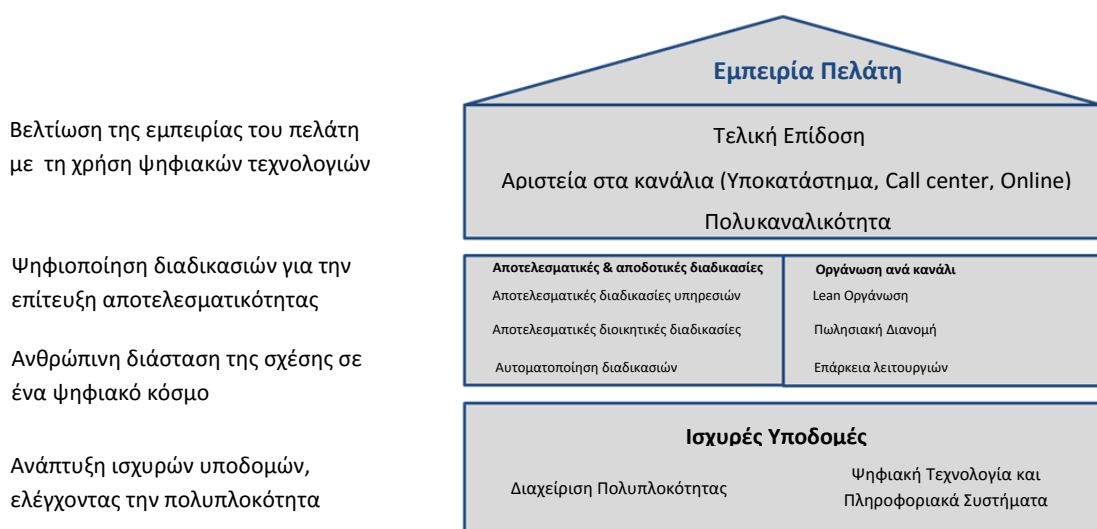 Εμπειρία Πελάτη
Βελτίωση της εμπειρίας του πελάτη
με τη χρήση ψηφιακών τεχνολογιών
Τελική Επίδοση
Αριστεία στα κανάλια (Υποκατάστημα, Call center, Online)
Πολυκαναλικότητα
Ψηφιοποίηση διαδικασιών για την
επίτευξη αποτελεσματικότητας
Ανθρώπινη διάσταση της σχέσης σε
ένα ψηφιακό κόσμο
Αποτελεσματικές & αποδοτικές διαδικασίες
Αποτελεσματικές διαδικασίες υπηρεσιών
Αποτελεσματικές διοικητικές διαδικασίες
Αυτοματοποίηση διαδικασιών
Οργάνωση ανά κανάλι
Lean Οργάνωση
Πωλησιακή Διανομή
Επάρκεια λειτουργιών
Ανάπτυξη ισχυρών υποδομών,
ελέγχοντας την πολυπλοκότητα
Ισχυρές Υποδομές
Διαχείριση Πολυπλοκότητας
Ψηφιακή Τεχνολογία και
Πληροφοριακά Συστήματα